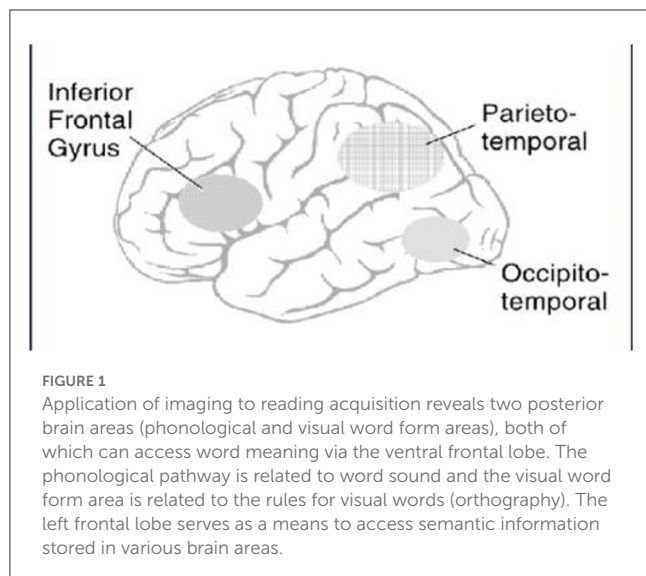 Inferior
Frontal
Gyrus
Parieto-
temporal
Occipito-
temporal
FIGURE 1
Application of imaging to reading acquisition reveals two posterior
brain areas (phonological and visual word form areas), both of
which can access word meaning via the ventral frontal lobe. The
phonological pathway is related to word sound and the visual word
form area is related to the rules for visual words (orthography). The
left frontal lobe serves as a means to access semantic information
stored in various brain areas.